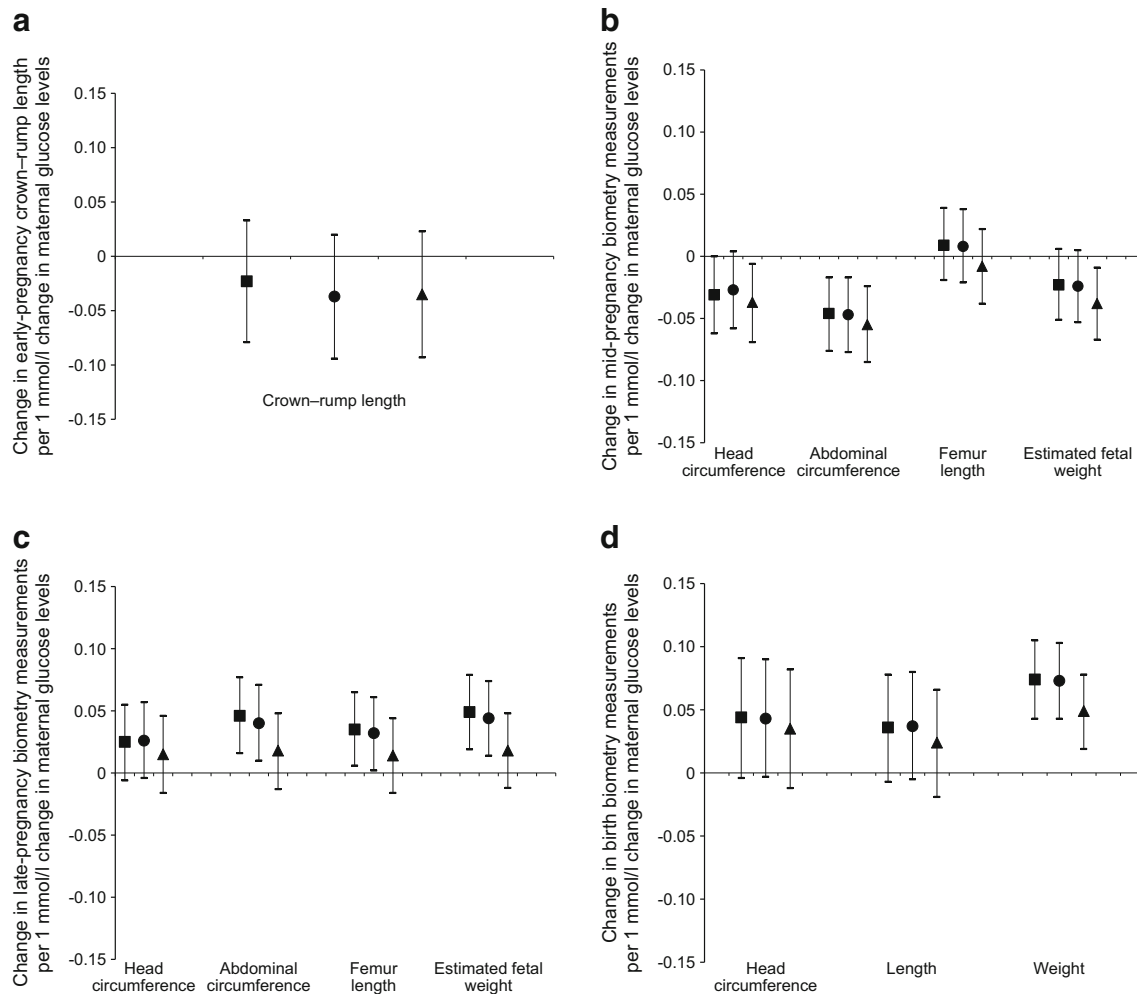 a
Change in early-pregnancy crown–rump length
per 1 mmol/l change in maternal glucose levels
0.15
0.10
0.05
0
-0.05
-0.10
-0.15
Crown–rump length
b
Change in mid-pregnancy biometry measurements
per 1 mmol/l change in maternal glucose levels
0.15
0.10
0.05
0
-0.05
-0.10
-0.15
Head
circumference
Abdominal
circumference
Femur
length
Estimated fetal
weight
c
Change in late-pregnancy biometry measurements
per 1 mmol/l change in maternal glucose levels
0.15
0.10
0.05
0
-0.05
-0.10
-0.15
Head
circumference
Abdominal
circumference
Femur
length
Estimated fetal
weight
d
Change in birth biometry measurements
per 1 mmol/l change in maternal glucose levels
0.15
0.10
0.05
0
-0.05
-0.10
-0.15
Head
circumference
Length
Weight